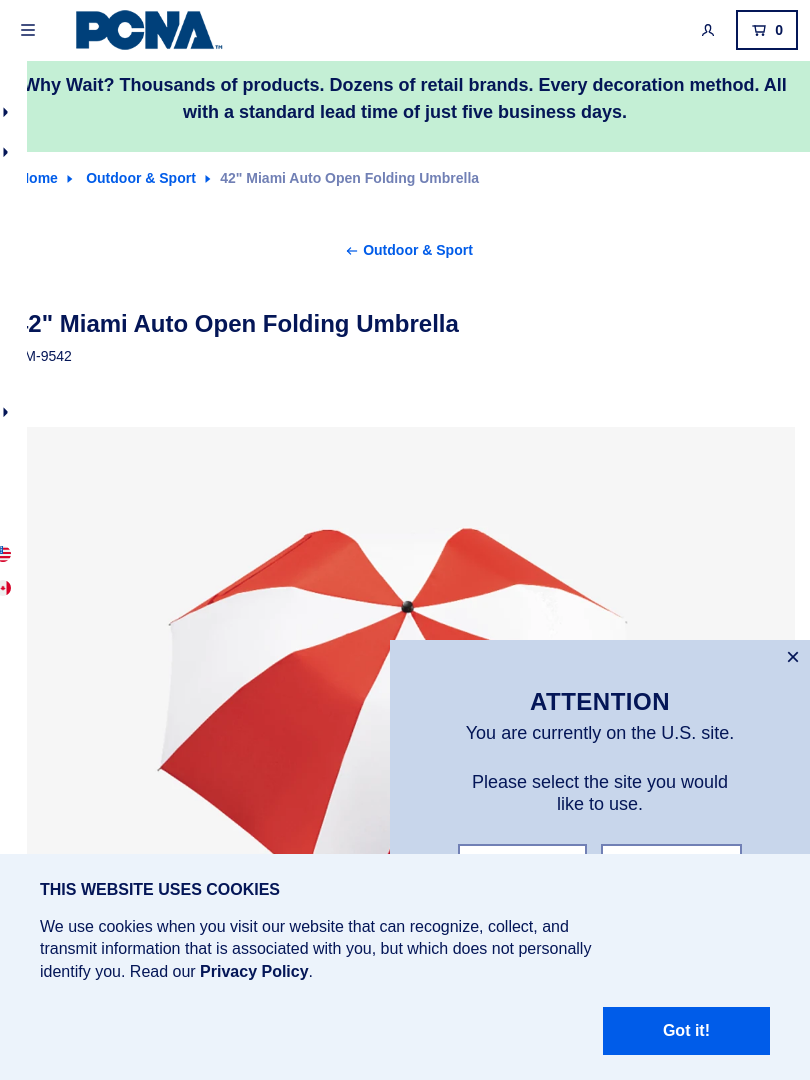 PCNA™
0
Why Wait? Thousands of products. Dozens of retail brands. Every decoration method. All
with a standard lead time of just five business days.
Outdoor & Sport
42" Miami Auto Open Folding Umbrella
Outdoor & Sport
42" Miami Auto Open Folding Umbrella
M-9542
ATTENTION
You are currently on the U.S. site.
Please select the site you would
like to use.
THIS WEBSITE USES COOKIES
We use cookies when you visit our website that can recognize, collect, and
transmit information that is associated with you, but which does not personally
identify you. Read our Privacy Policy.
Got it!